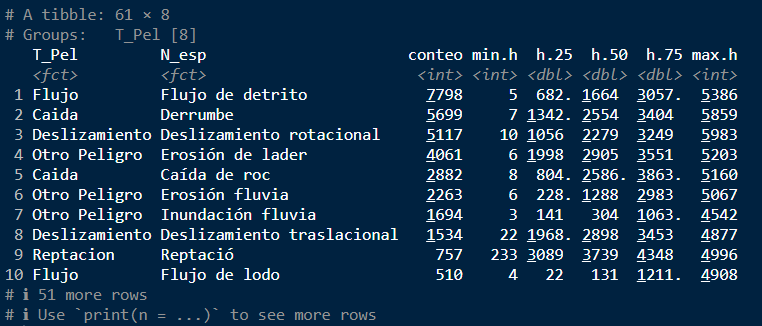 # A tibble: 61 × 8
# Groups: T_Pel [8]
T_Pel N_esp conteo min.h h.25 h.50 h.75 max.h
<fct> <fct> <int> <int> <dbl> <dbl> <dbl> <int>
1 Flujo Flujo de detrito 7798 5 682. 1664 3057. 5386
2 Caida Derrumbe 5699 7 1342. 2554 3404 5859
3 Deslizamiento Deslizamiento rotacional 5117 10 1056 2279 3249 5983
4 Otro Peligro Erosión de lader 4061 6 1998 2905 3551 5203
5 Caida Caída de roc 2882 8 804. 2586. 3863. 5160
6 Otro Peligro Erosión fluvia 2263 6 228. 1288 2983 5067
7 Otro Peligro Inundación fluvia 1694 3 141 304 1063. 4542
8 Deslizamiento Deslizamiento traslacional 1534 22 1968. 2898 3453 4877
9 Reptacion Reptació 757 233 3089 3739 4348 4996
10 Flujo Flujo de lodo 510 4 22 131 1211. 4908
# ℹ 51 more rows
# ℹ Use `print(n = ...)` to see more rows